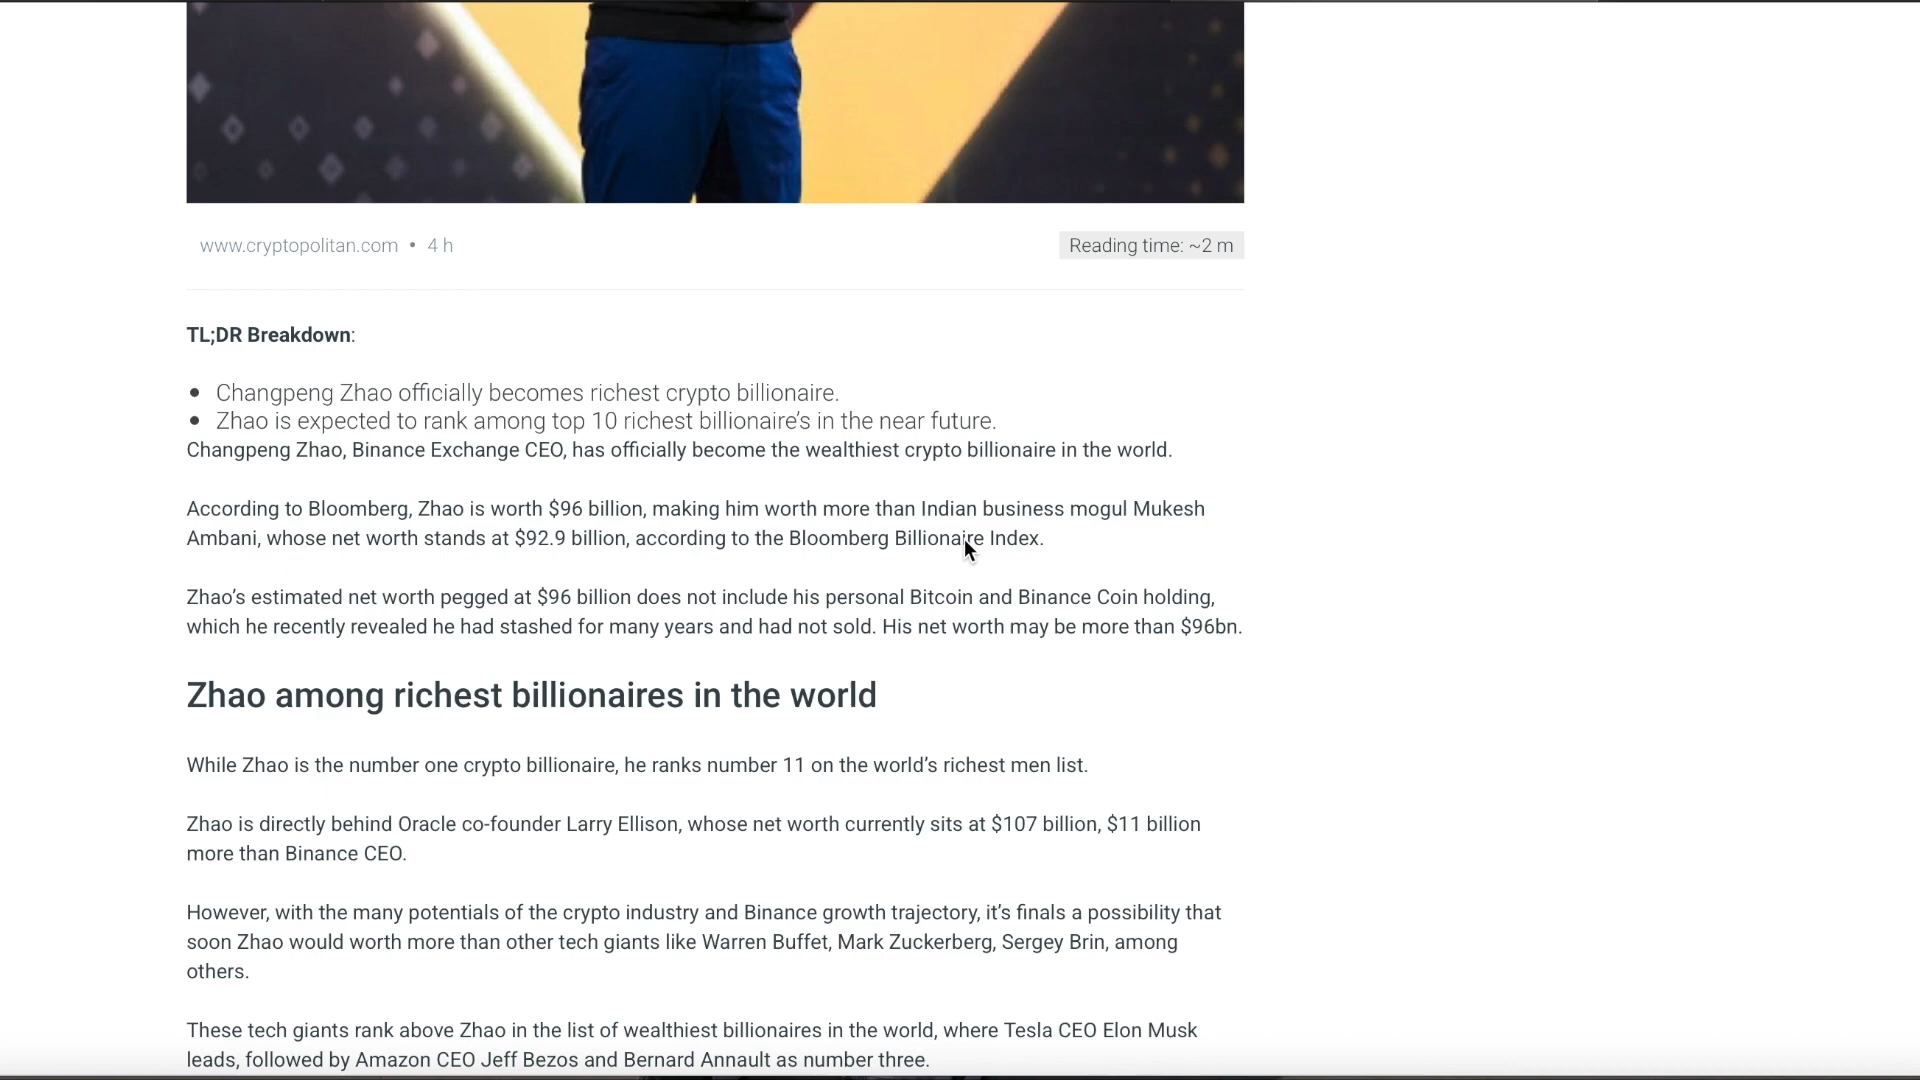 www.cryptopolitan.com • 4 h
Reading time: ~2 m
TL;DR Breakdown:
• Changpeng Zhao officially becomes richest crypto billionaire.
• Zhao is expected to rank among top 10 richest billionaire’s in the near future.
Changpeng Zhao, Binance Exchange CEO, has officially become the wealthiest crypto billionaire in the world.
According to Bloomberg, Zhao is worth $96 billion, making him worth more than Indian business mogul Mukesh
Ambani, whose net worth stands at $92.9 billion, according to the Bloomberg Billionaire Index.
Zhao’s estimated net worth pegged at $96 billion does not include his personal Bitcoin and Binance Coin holding,
which he recently revealed he had stashed for many years and had not sold. His net worth may be more than $96bn.
Zhao among richest billionaires in the world
While Zhao is the number one crypto billionaire, he ranks number 11 on the world’s richest men list.
Zhao is directly behind Oracle co-founder Larry Ellison, whose net worth currently sits at $107 billion, $11 billion
more than Binance CEO.
However, with the many potentials of the crypto industry and Binance growth trajectory, it’s finals a possibility that
soon Zhao would worth more than other tech giants like Warren Buffet, Mark Zuckerberg, Sergey Brin, among
others.
These tech giants rank above Zhao in the list of wealthiest billionaires in the world, where Tesla CEO Elon Musk
leads, followed by Amazon CEO Jeff Bezos and Bernard Annault as number three.